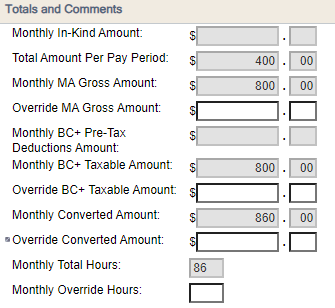 Totals and Comments
Monthly In-Kind Amount: $ .
Total Amount Per Pay Period: $ 400 . 00
Monthly MA Gross Amount: $ 800 . 00
Override MA Gross Amount: $ .
Monthly BC+ Pre-Tax
Deductions Amount: $ .
Monthly BC+ Taxable Amount: $ 800 . 00
Override BC+ Taxable Amount: $ .
Monthly Converted Amount: $ 860 . 00
Override Converted Amount: $ .
Monthly Total Hours: 86
Monthly Override Hours: